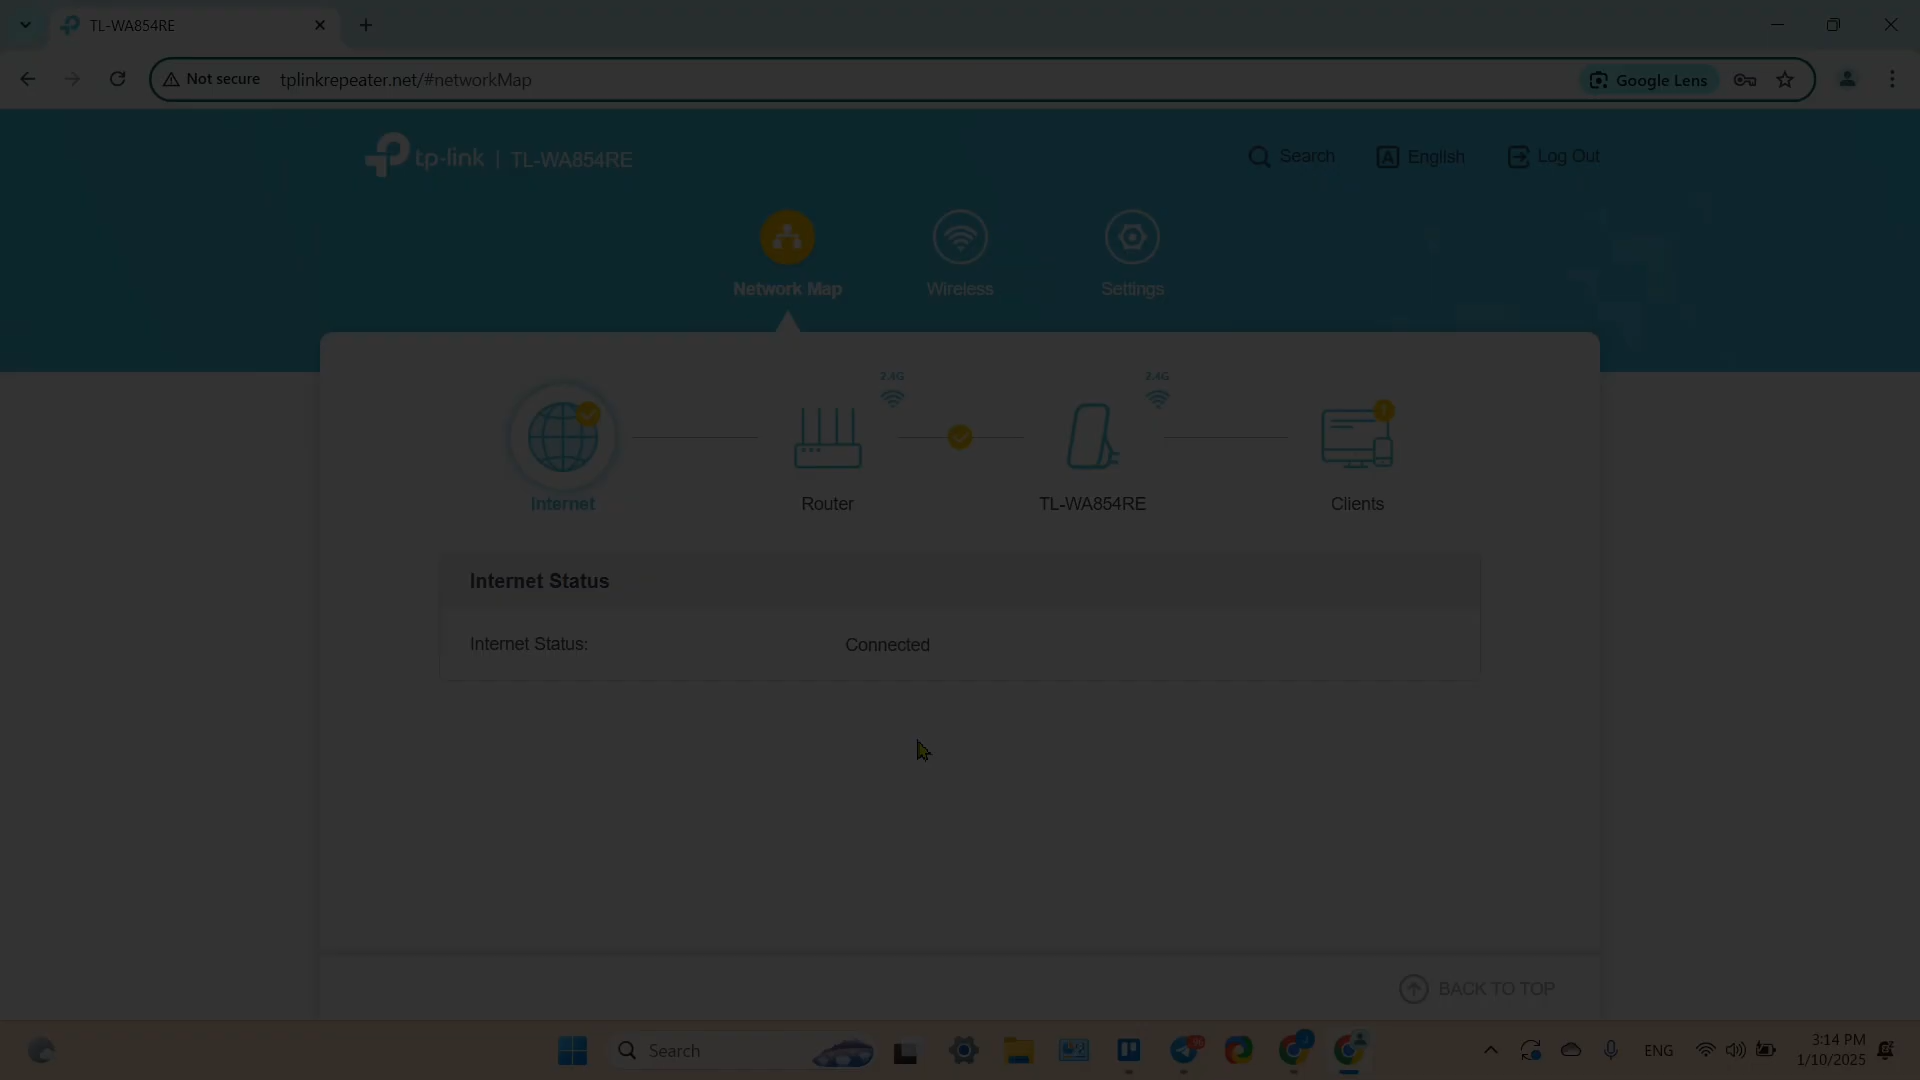 TL-WA854RE
Not secure tplinkrepeater.net/#networkMap Google Lens
tp-link | TL-WA854RE Search English Log Out
Network Map Wireless Settings
2.4G 2.4G
Internet Router TL-WA854RE Clients
Internet Status
Internet Status: Connected
BACK TO TOP
Search ENG 3:14 PM
1/10/2025